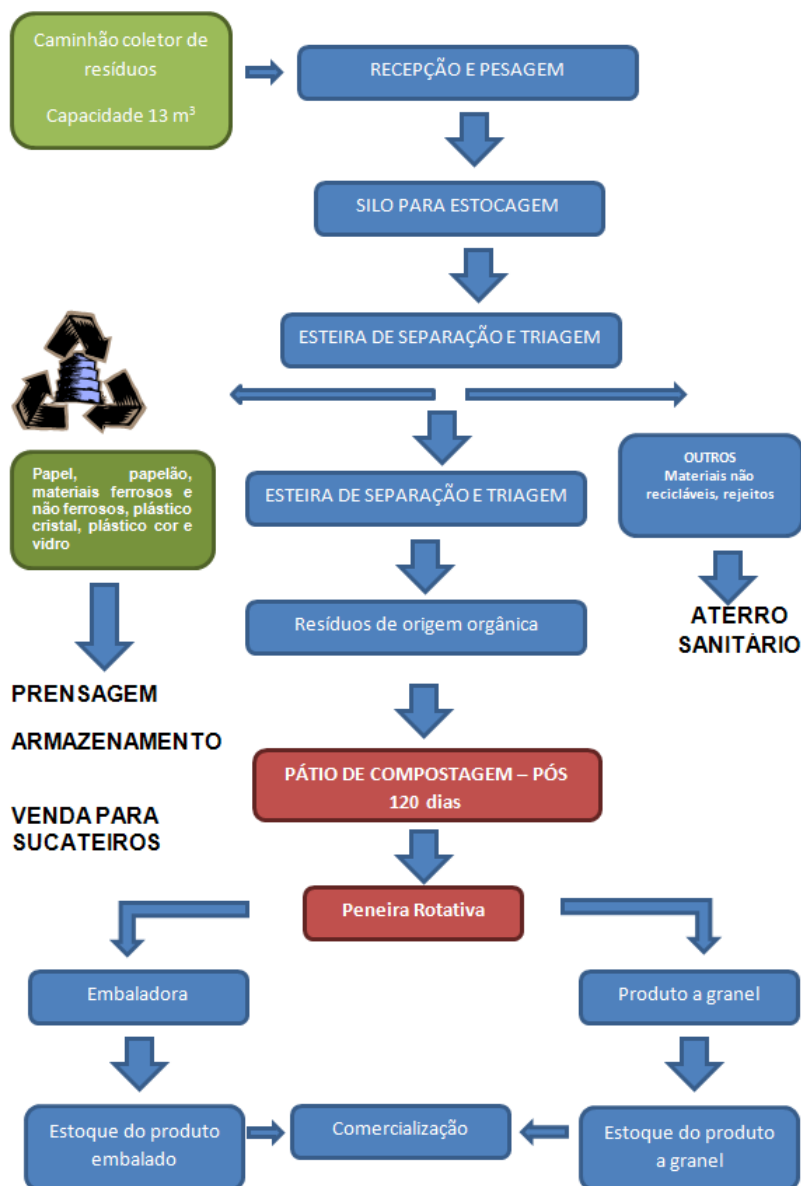 Caminhão coletor de
resíduos
Capacidade 13 m³
RECEPÇÃO E PESAGEM
SILO PARA ESTOCAGEM
ESTEIRA DE SEPARAÇÃO E TRIAGEM
Papel, papelão,
materiais ferrosos e
não ferrosos, plástico
cristal, plástico cor e
vidro
ESTEIRA DE SEPARAÇÃO E TRIAGEM
OUTROS
Materiais não
recicláveis, rejeitos
Resíduos de origem orgânica
ATERRO
SANITÁRIO
PRENSAGEM
ARMAZENAMENTO
VENDA PARA
SUCATEIROS
PÁTIO DE COMPOSTAGEM – PÓS
120 dias
Peneira Rotativa
Embaladora
Produto a granel
Estoque do produto
embalado
Comercialização
Estoque do produto
a granel